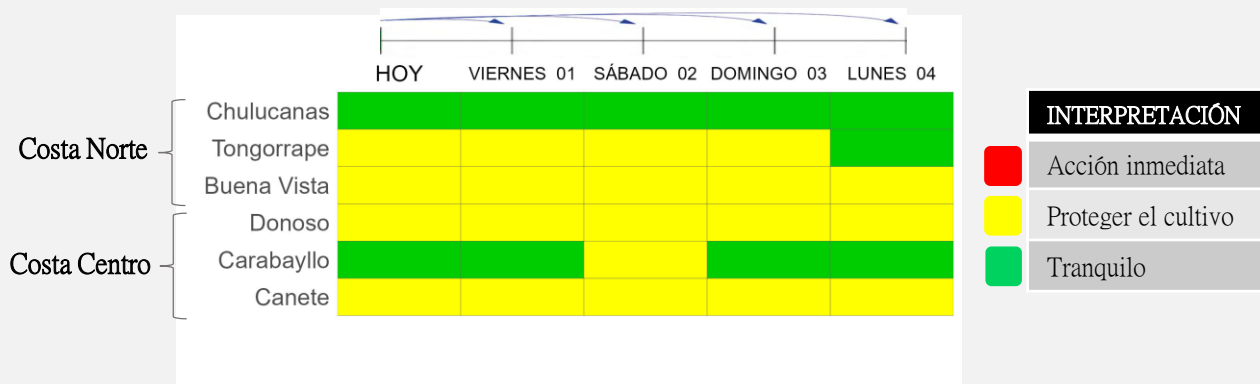 HOY VIERNES 01 SÁBADO 02 DOMINGO 03 LUNES 04
Costa Norte
Chulucanas
Tongorrape
Buena Vista
Costa Centro
Donoso
Carabayllo
Canete
INTERPRETACIÓN
Acción inmediata
Proteger el cultivo
Tranquilo